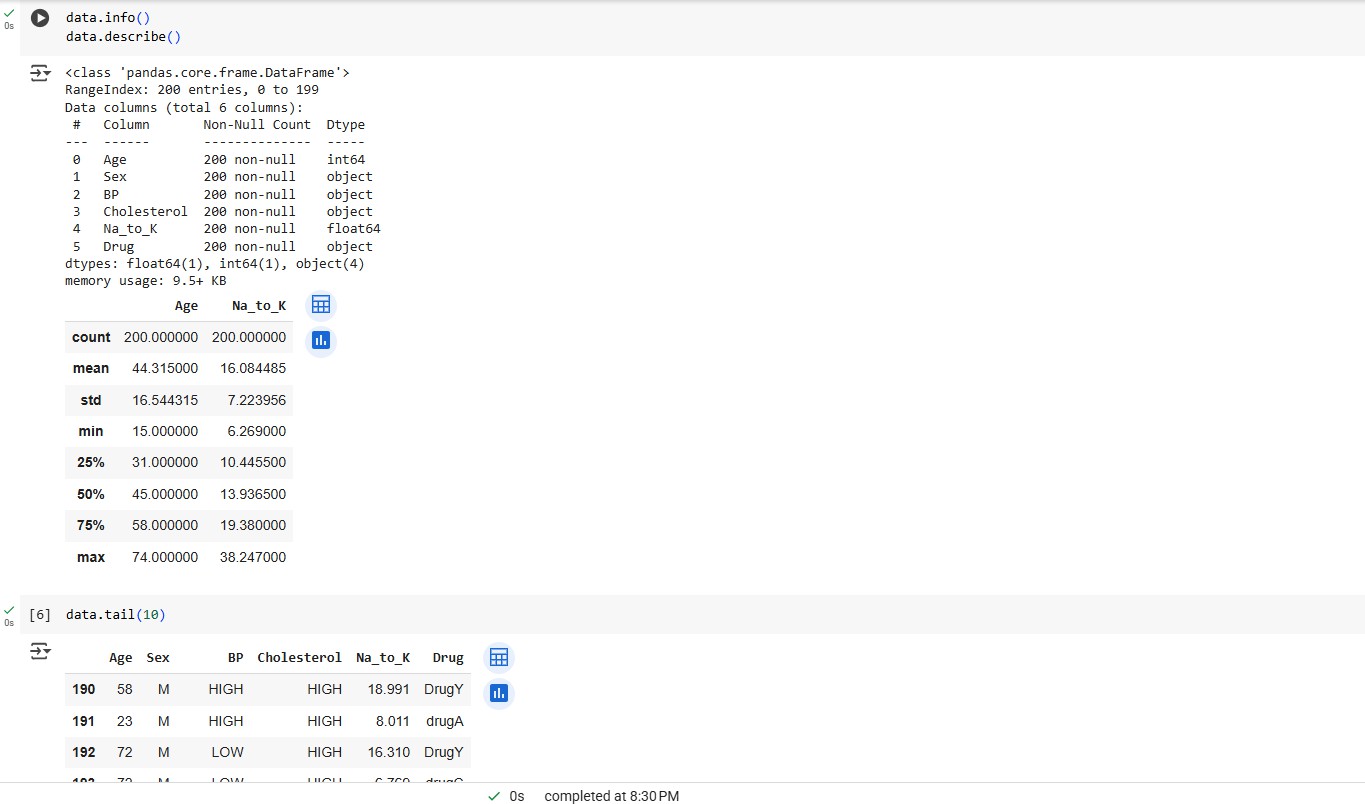 0s
data.info()
data.describe()
<class 'pandas.core.frame.DataFrame'>
RangeIndex: 200 entries, 0 to 199
Data columns (total 6 columns):
# Column Non-Null Count Dtype
--- ------ -------------- -----
0 Age 200 non-null int64
1 Sex 200 non-null object
2 BP 200 non-null object
3 Cholesterol 200 non-null object
4 Na_to_K 200 non-null float64
5 Drug 200 non-null object
dtypes: float64(1), int64(1), object(4)
memory usage: 9.5+ KB
Age Na_to_K
count 200.000000 200.000000
mean 44.315000 16.084485
std 16.544315 7.223956
min 15.000000 6.269000
25% 31.000000 10.445500
50% 45.000000 13.936500
75% 58.000000 19.380000
max 74.000000 38.247000
0s
[6] data.tail(10)
Age Sex BP Cholesterol Na_to_K Drug
190 58 M HIGH HIGH 18.991 DrugY
191 23 M HIGH HIGH 8.011 drugA
192 72 M LOW HIGH 16.310 DrugY
72 M LOW HIGH 6.769 drugC
0s completed at 8:30 PM